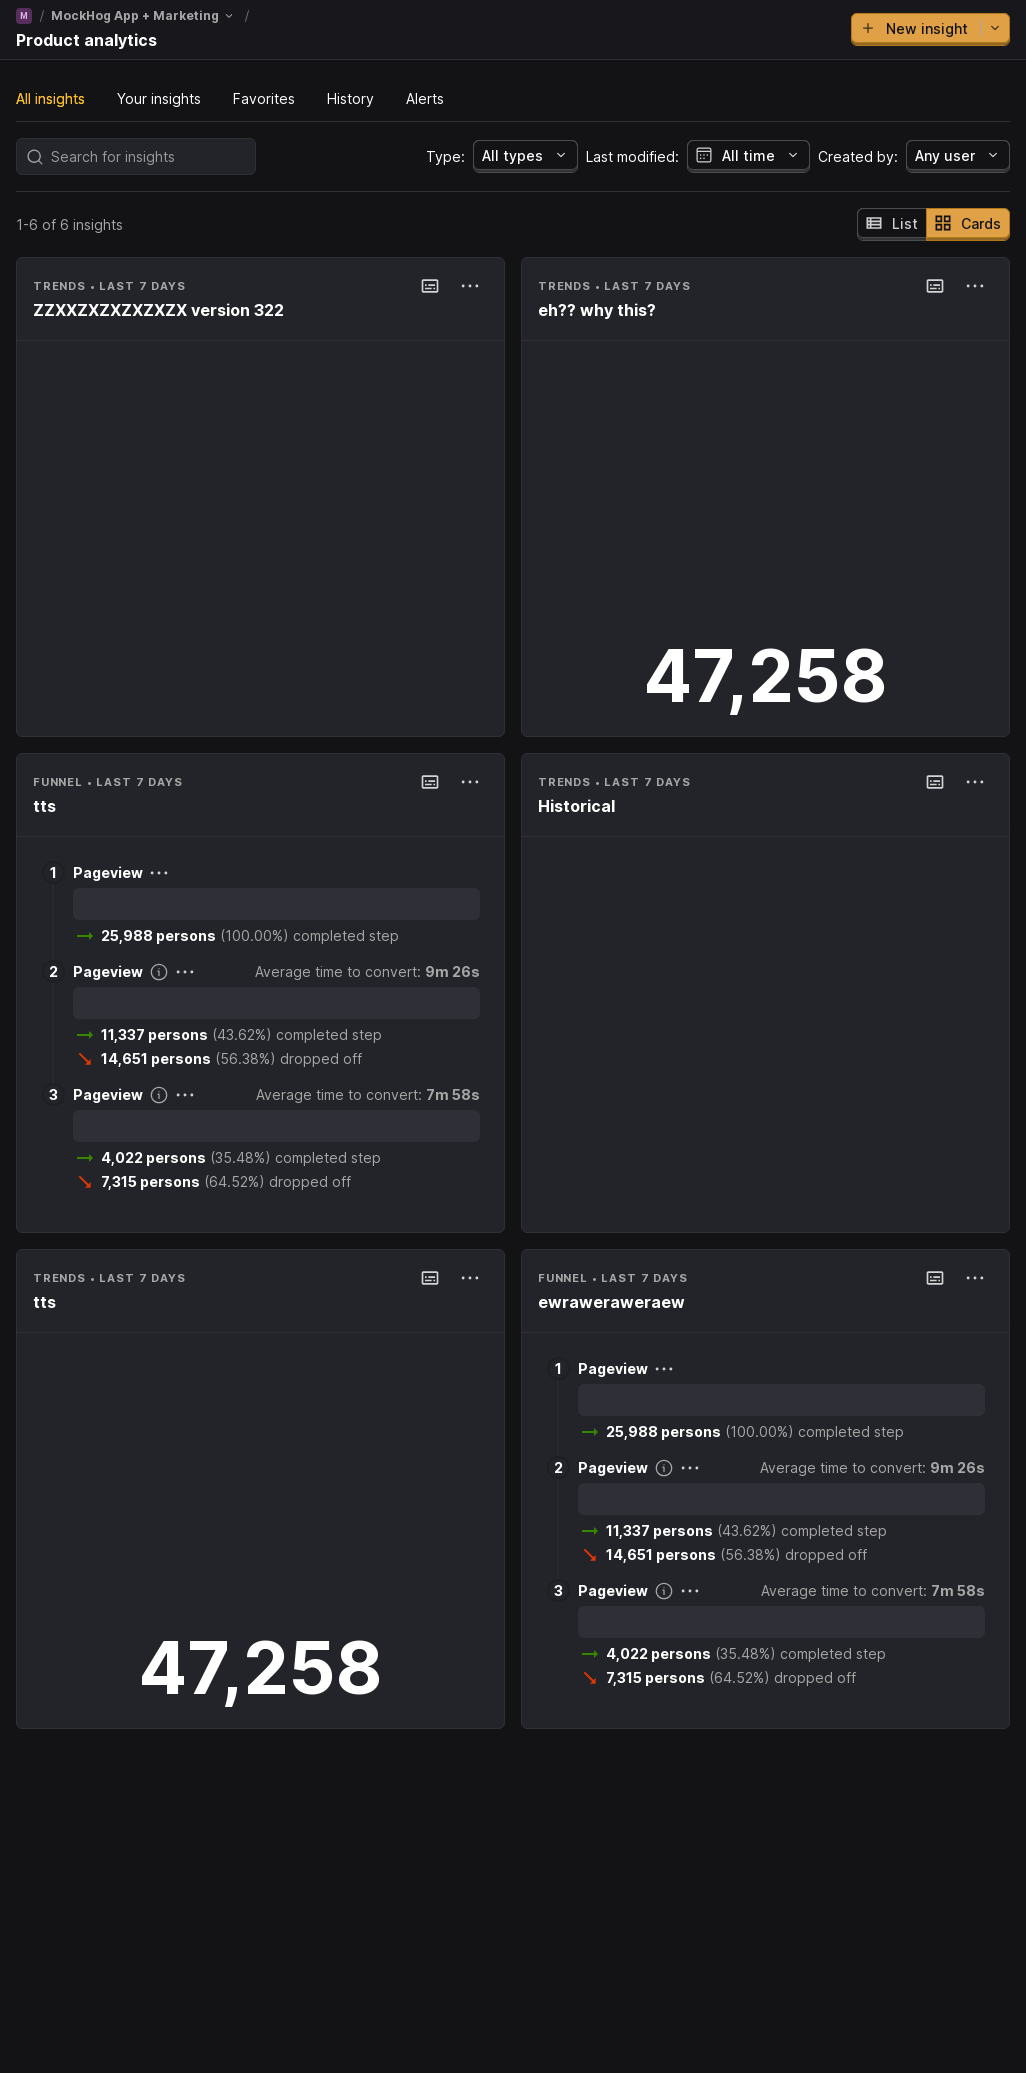 M / MockHog App + Marketing /
Product analytics
New insight
All insights Your insights Favorites History Alerts
Search for insights Type: All types Last modified: All time Created by: Any user
1-6 of 6 insights List Cards
TRENDS • LAST 7 DAYS
ZZXXZXZXZXZXZX version 322
TRENDS • LAST 7 DAYS
eh?? why this?
47,258
FUNNEL • LAST 7 DAYS
tts
1 Pageview
25,988 persons (100.00%) completed step
2 Pageview Average time to convert: 9m 26s
11,337 persons (43.62%) completed step
14,651 persons (56.38%) dropped off
3 Pageview Average time to convert: 7m 58s
4,022 persons (35.48%) completed step
7,315 persons (64.52%) dropped off
TRENDS • LAST 7 DAYS
Historical
TRENDS • LAST 7 DAYS
tts
47,258
FUNNEL • LAST 7 DAYS
ewraweraweraew
1 Pageview
25,988 persons (100.00%) completed step
2 Pageview Average time to convert: 9m 26s
11,337 persons (43.62%) completed step
14,651 persons (56.38%) dropped off
3 Pageview Average time to convert: 7m 58s
4,022 persons (35.48%) completed step
7,315 persons (64.52%) dropped off